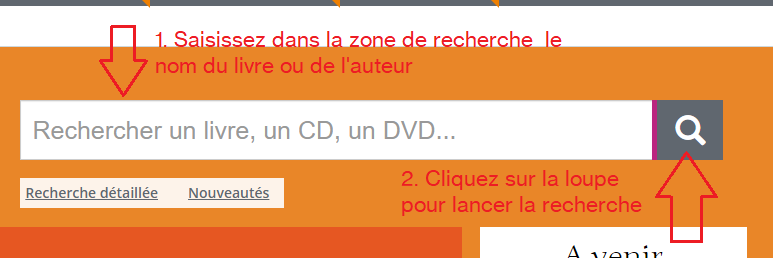 1. Saisissez dans la zone de recherche le
nom du livre ou de l'auteur
Rechercher un livre, un CD, un DVD...
Recherche détaillée Nouveautés
2. Cliquez sur la loupe
pour lancer la recherche
A venir